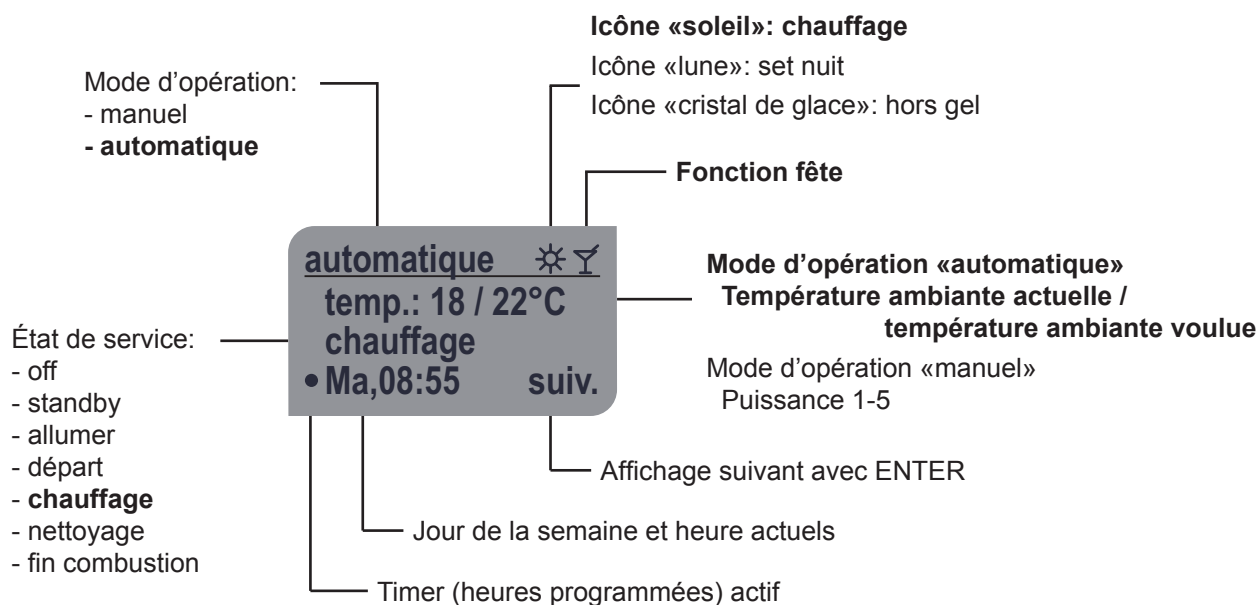 Icône «soleil»: chauffage
Icône «lune»: set nuit
Icône «cristal de glace»: hors gel
Mode d’opération:
- manuel
- automatique
Fonction fête
automatique
temp.: 18 / 22°C
chauffage
• Ma,08:55 suiv.
Mode d’opération «automatique»
Température ambiante actuelle /
température ambiante voulue
Mode d’opération «manuel»
Puissance 1-5
État de service:
- off
- standby
- allumer
- départ
- chauffage
- nettoyage
- fin combustion
Affichage suivant avec ENTER
Jour de la semaine et heure actuels
Timer (heures programmées) actif